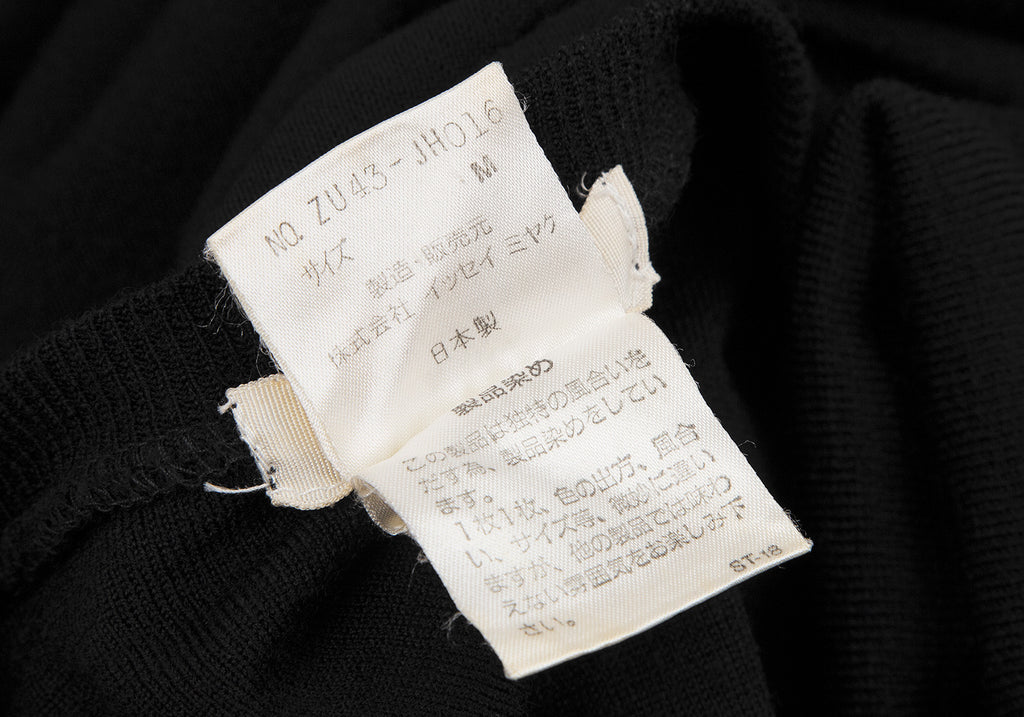 NO. ZU43-JH016
サイズ M
製造・販売元
株式会社 イッセイ ミヤケ
日本製
製品染め
この製品は独特の風合いを
だす為、製品染めをしてい
ます。
1枚1枚、色の出方、風合
い、サイズ等、微妙に違い
ますが、他の製品では味わ
えない雰囲気をお楽しみ下
さい。
ST-18